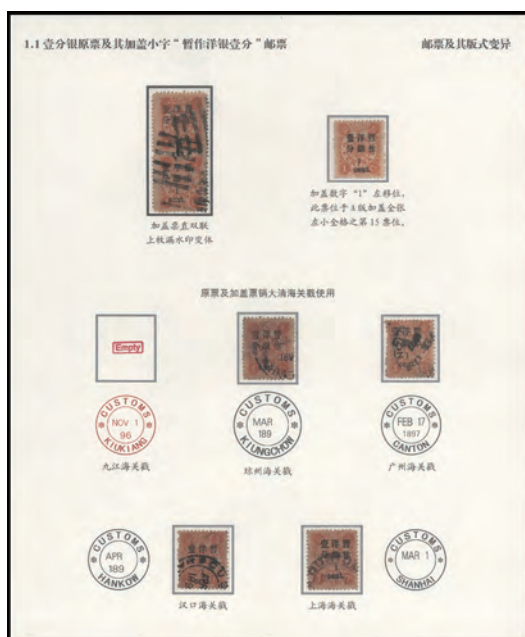 1.1 壹分银原票及其加盖小字“暂作洋银壹分”邮票
邮票及其版式变异
加盖票直双联
上枚漏水印变体
加盖数字“1”左移位,
此票位于A版加盖全张
左小全格之第15票位。
原票及加盖票销大清海关戳使用
Empty
CUSTOMS
NOV 1
96
KIUKIANG
九江海关戳
CUSTOMS
MAR
189
KIUNGCHOW
琼州海关戳
CUSTOMS
FEB 17
1897
CANTON
广州海关戳
CUSTOMS
APR
189
HANKOW
汉口海关戳
上海海关戳
CUSTOMS
MAR 1
SHANHAI